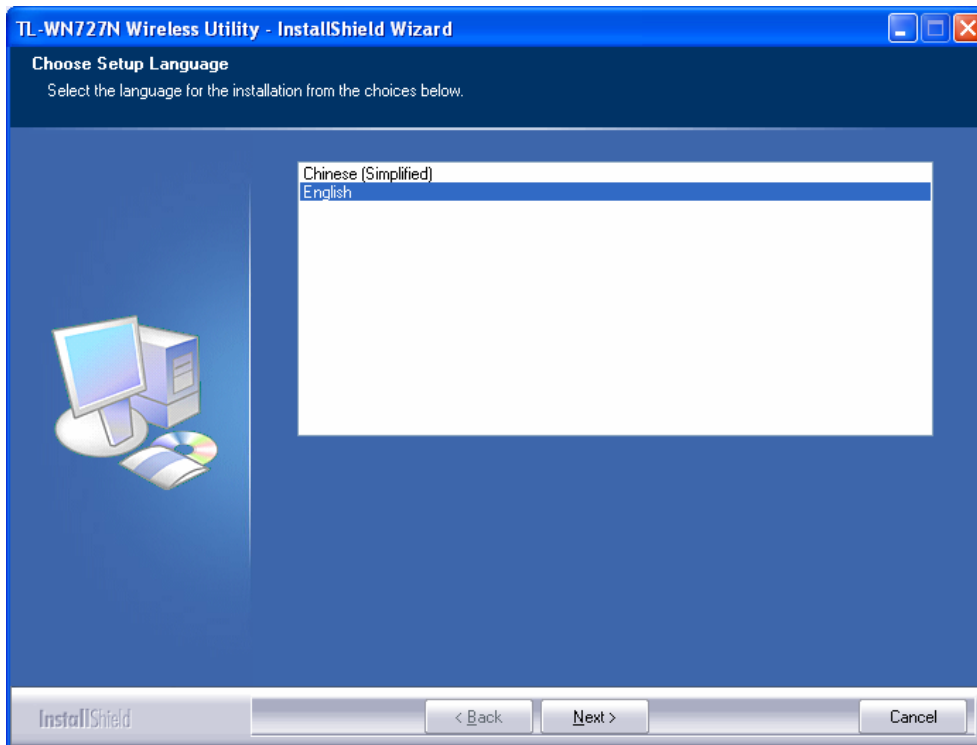 TL-WN727N Wireless Utility - InstallShield Wizard
Choose Setup Language
Select the language for the installation from the choices below.
Chinese (Simplified)
English
InstallShield
< Back
Next >
Cancel